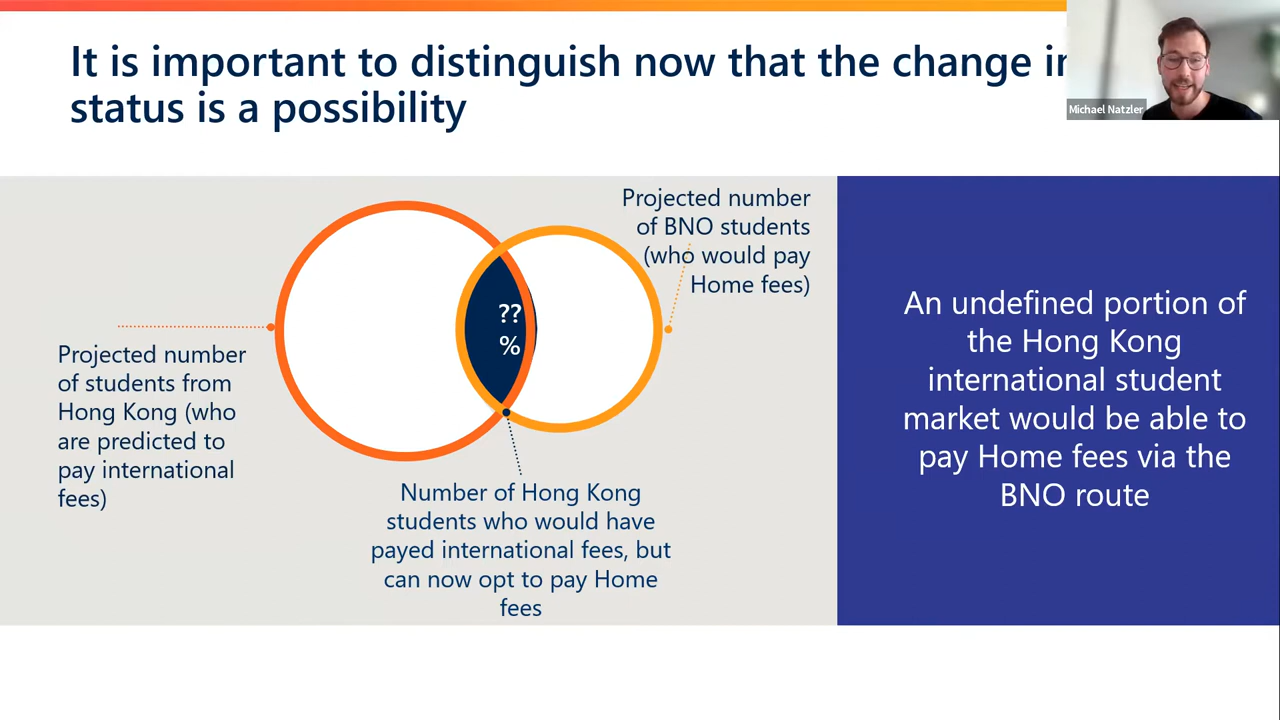 It is important to distinguish now that the change
status is a possibility
Michael Natzler
Projected number
of BNO students
(who would pay
Home fees)
??
%
Projected number
of students from
Hong Kong (who
are predicted to
pay international
fees)
Number of Hong Kong
students who would have
payed international fees, but
can now opt to pay Home
fees
An undefined portion of
the Hong Kong
international student
market would be able to
pay Home fees via the
BNO route